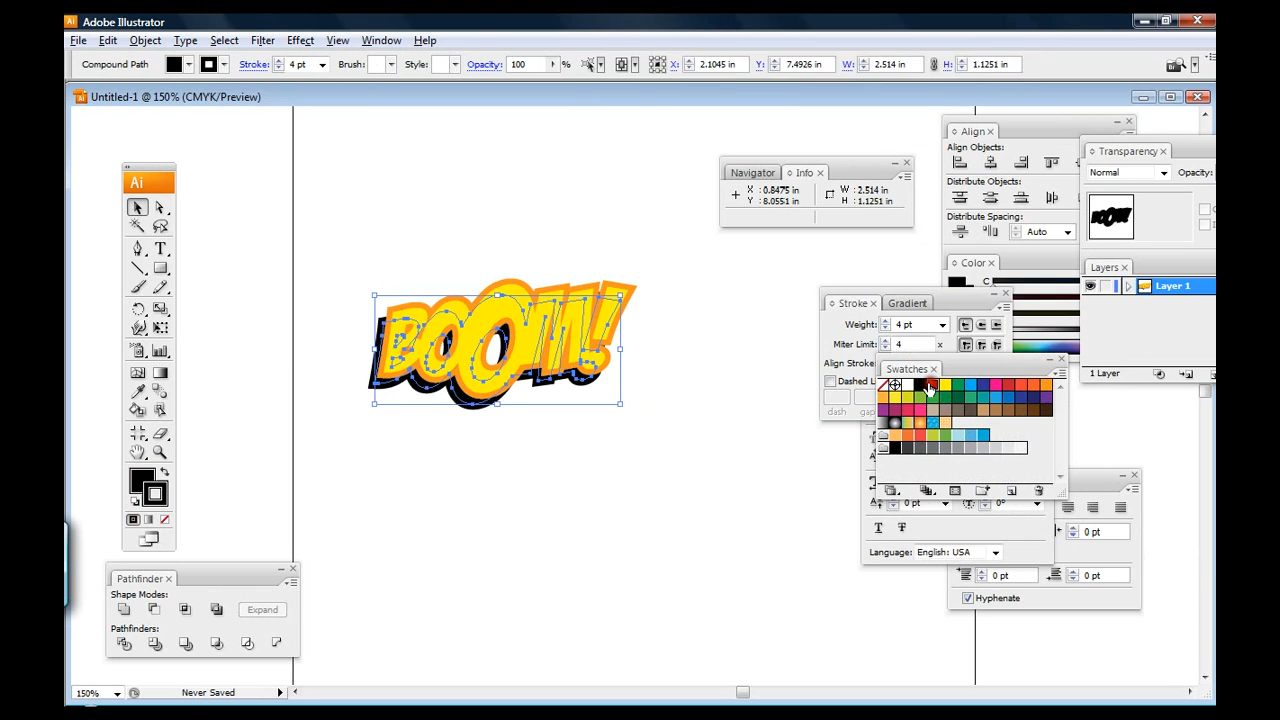 Ai Adobe Illustrator
File Edit Object Type Select Filter Effect View Window Help
Compound Path Stroke: 4 pt Brush: Style: Opacity: 100 % X: 2.1045 in Y: 7.4926 in W: 2.514 in H: 1.1251 in
Untitled-1 @ 150% (CMYK/Preview)
Ai
BOOM!
Navigator Info
X : 0.8475 in
Y : 8.0551 in
W : 2.514 in
H : 1.1251 in
Align
Align Objects:
Distribute Objects:
Distribute Spacing:
Auto
Transparency
Normal Opacity:
BOOM!
Color
C
Layers
Layer 1
1 Layer
Stroke Gradient
Weight: 4 pt
Miter Limit: 4 x
Align Stroke
Dashed L
dash gap
Swatches
0 pt 0°
T T
Language: English: USA
0 pt
0 pt 0 pt
Hyphenate
Pathfinder
Shape Modes:
Expand
Pathfinders:
150% Never Saved